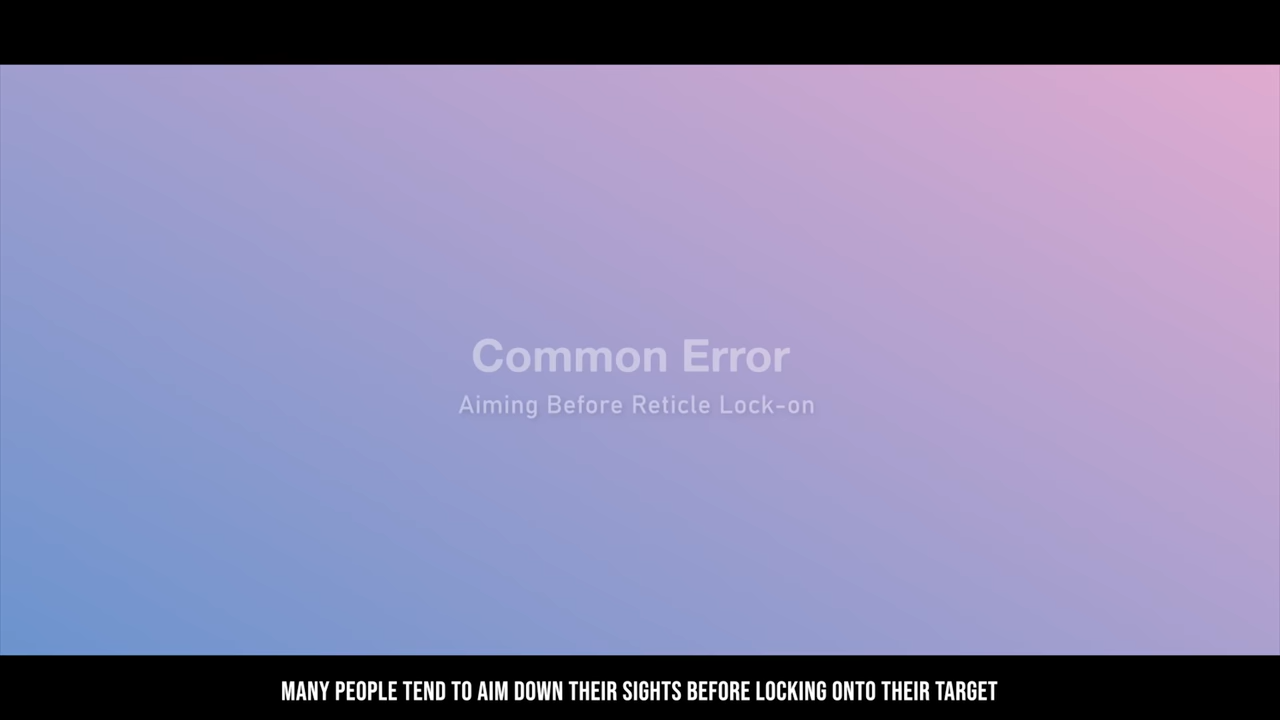 Common Error
Aiming Before Reticle Lock-on
MANY PEOPLE TEND TO AIM DOWN THEIR SIGHTS BEFORE LOCKING ONTO THEIR TARGET